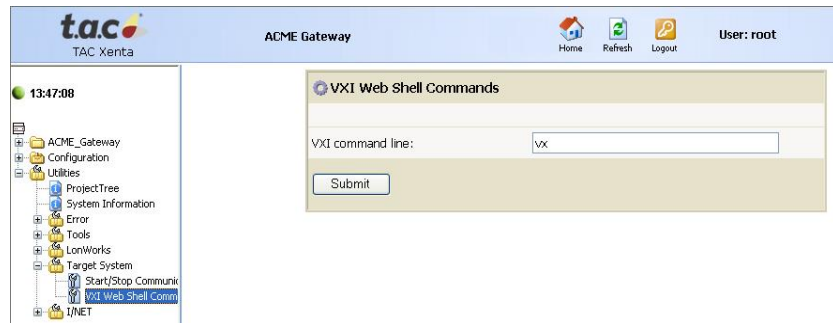 t.a.c
TAC Xenta
ACME Gateway
Home
Refresh
Logout
User: root
13:47:08
ACME_Gateway
Configuration
Utilities
ProjectTree
System Information
Error
Tools
LonWorks
Target System
Start/Stop Communic
VXI Web Shell Comm
I/NET
VXI Web Shell Commands
VXI command line:
vx
Submit